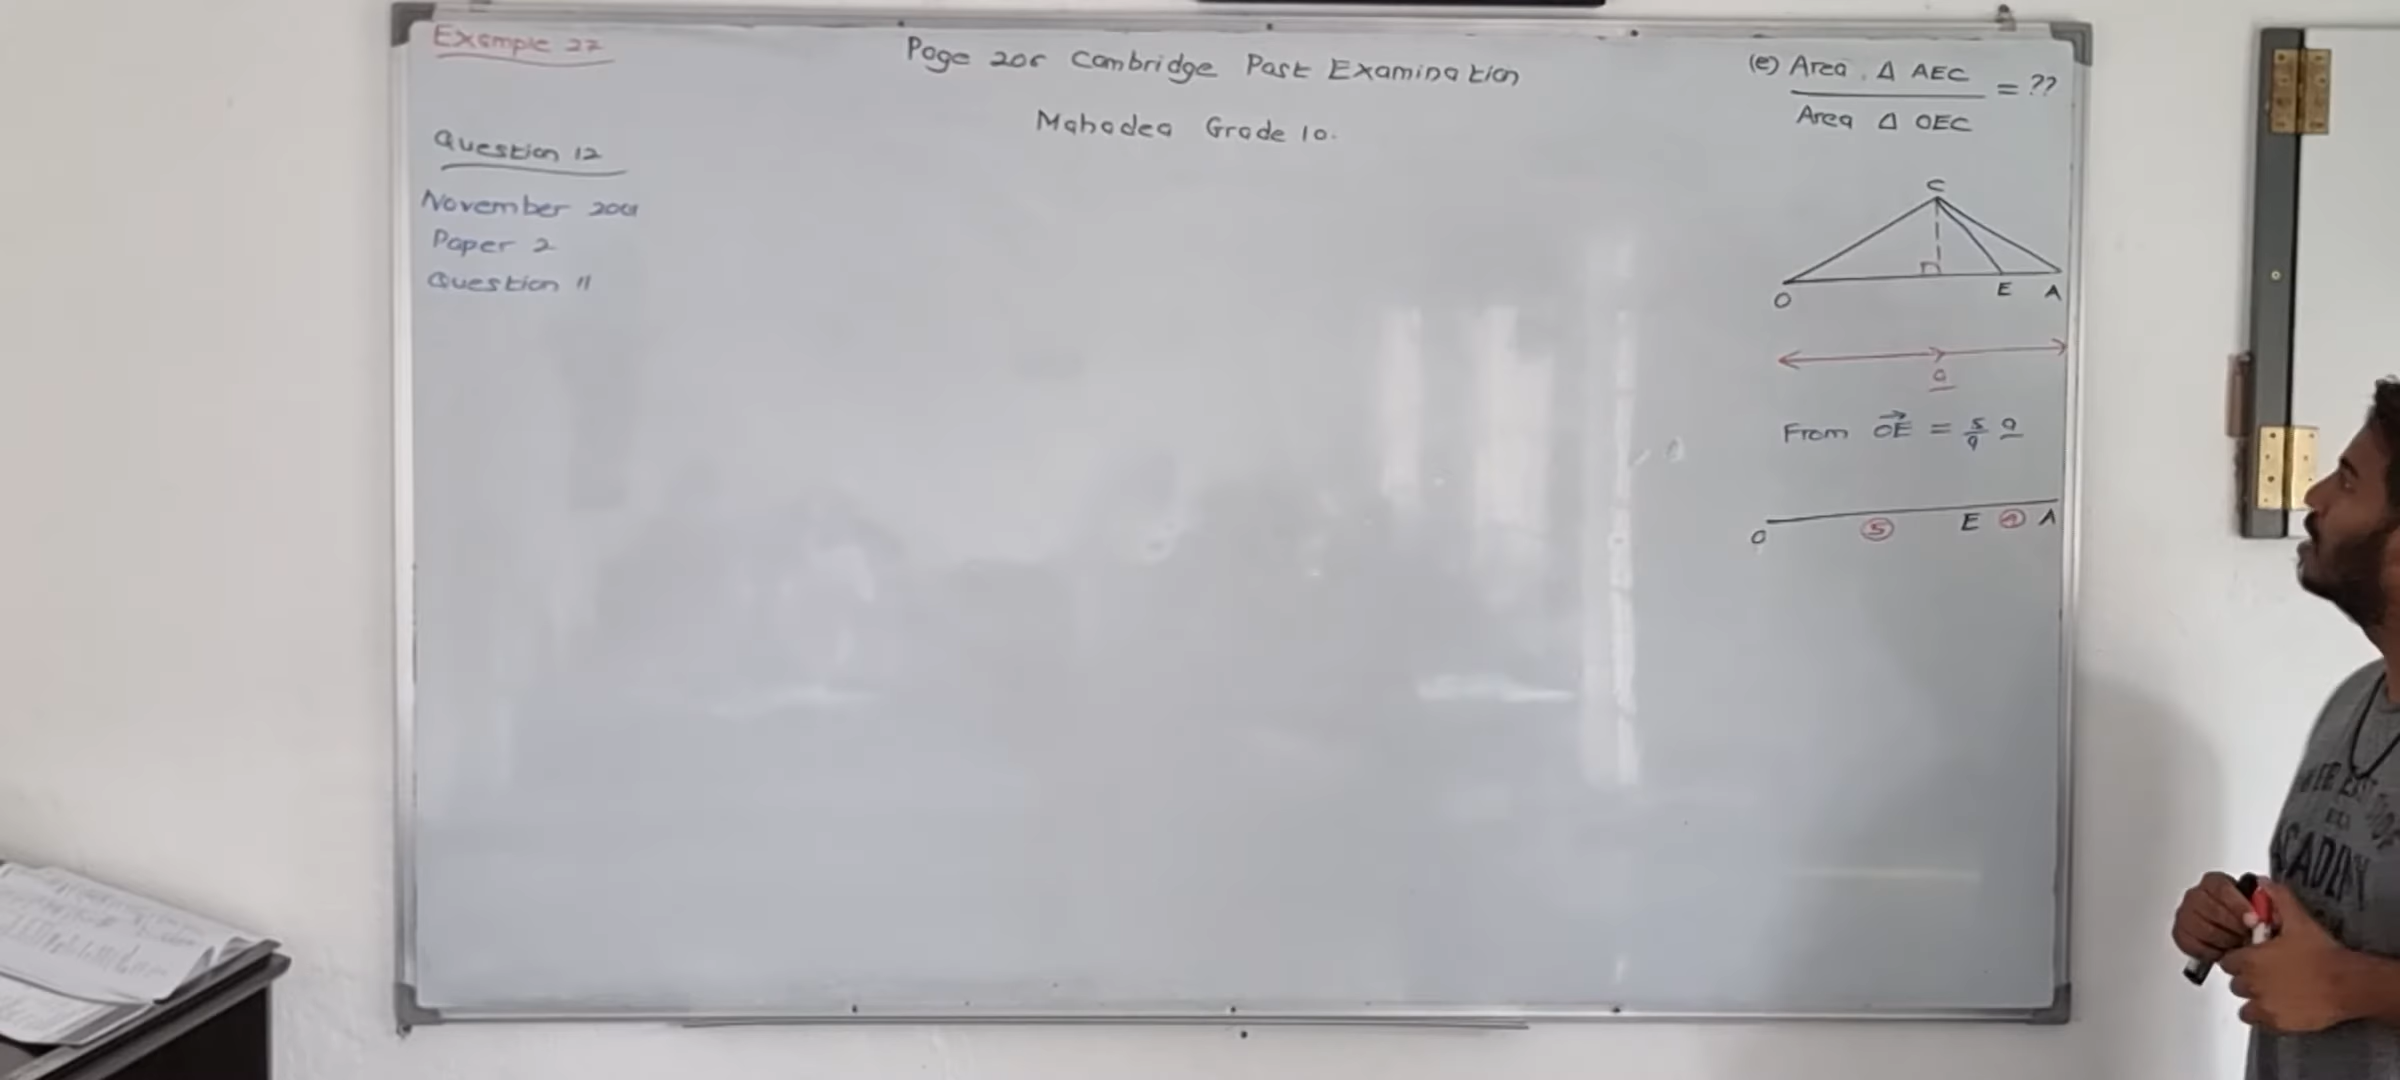 Example 27
Page 206 Cambridge Past Examination
Mahadea Grade 10.
Question 12
November 2001
Paper 2
Question 11
(e) Area Δ AEC = ??
Area Δ OEC
C
O E A
a
From OE = 5/9 a
O 5 E A
ACADEMY